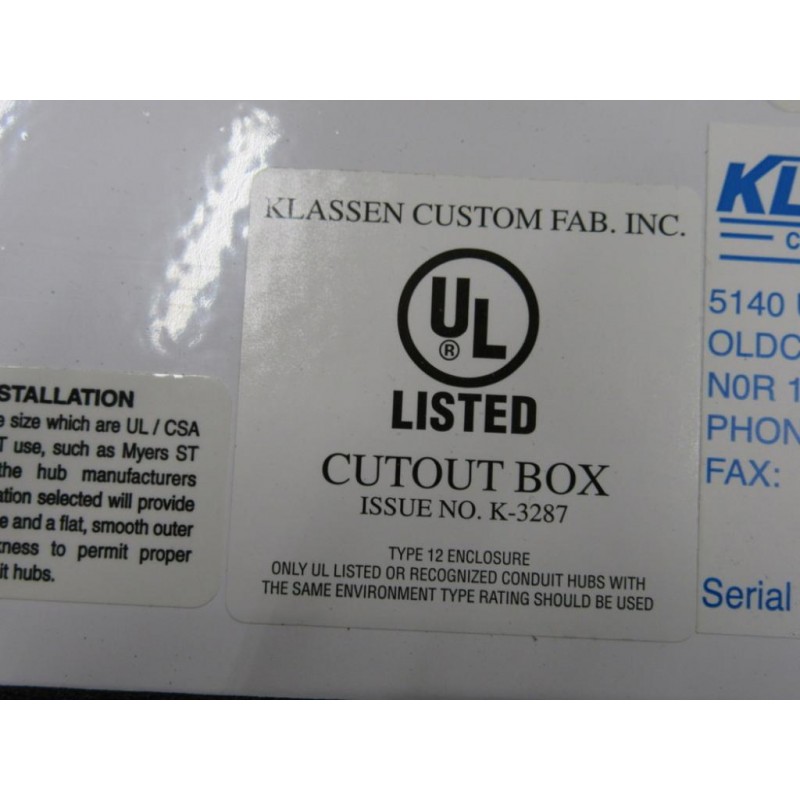 KLASSEN CUSTOM FAB. INC.
UL
®
LISTED
CUTOUT BOX
ISSUE NO. K-3287
TYPE 12 ENCLOSURE
ONLY UL LISTED OR RECOGNIZED CONDUIT HUBS WITH
THE SAME ENVIRONMENT TYPE RATING SHOULD BE USED
STALLATION
e size which are UL / CSA
T use, such as Myers ST
the hub manufacturers
ation selected will provide
e and a flat, smooth outer
kness to permit proper
it hubs.
KL
C
5140
OLDC
N0R 1
PHON
FAX:
Serial